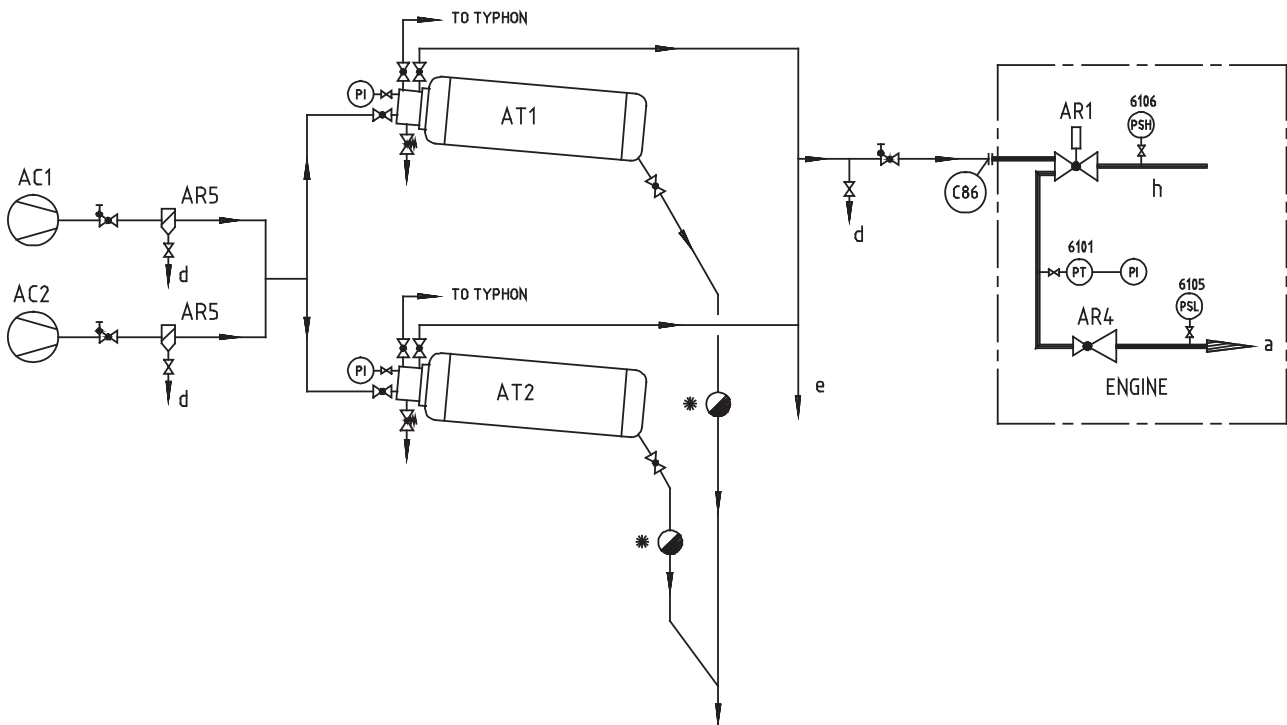 TO TYPHON
PI
AT1
AC1
AR5
d
AC2
AR5
d
TO TYPHON
PI
AT2
e
d
C86
AR1
6106
PSH
h
6101
PT
PI
6105
PSL
AR4
a
ENGINE